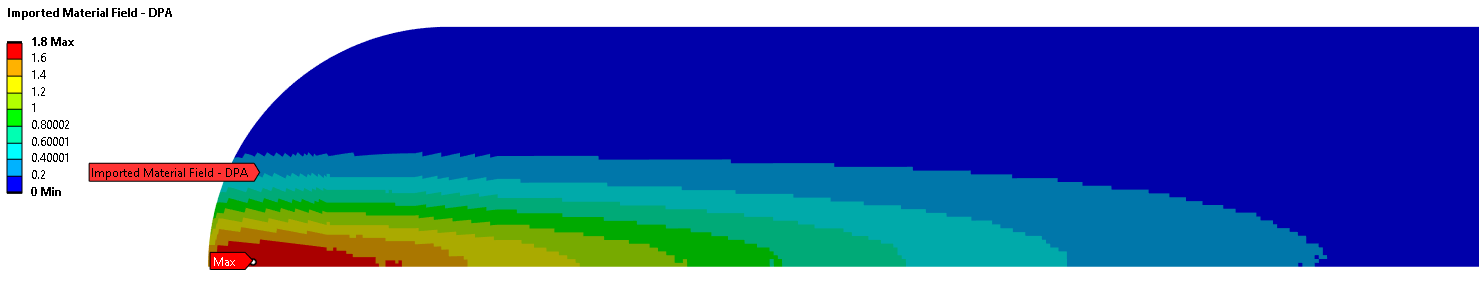 Imported Material Field - DPA
1.8 Max
1.6
1.4
1.2
1
0.80002
0.60001
0.40001
0.2
0 Min
Imported Material Field - DPA
Max